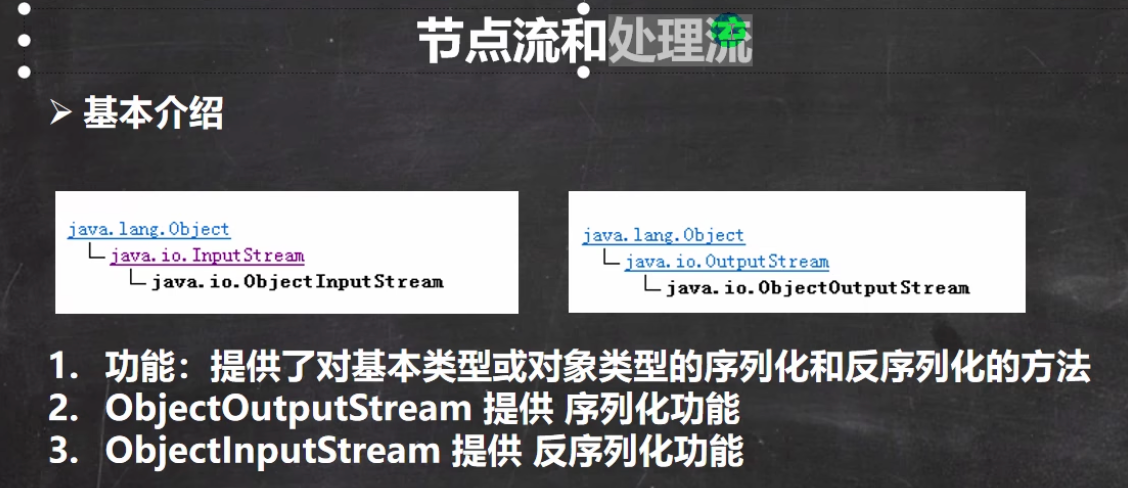 节点流和处理流
基本介绍
java.lang.Object
java.io.InputStream
java.io.ObjectInputStream
java.lang.Object
java.io.OutputStream
java.io.ObjectOutputStream
1. 功能：提供了对基本类型或对象类型的序列化和反序列化的方法
2. ObjectOutputStream 提供 序列化功能
3. ObjectInputStream 提供 反序列化功能